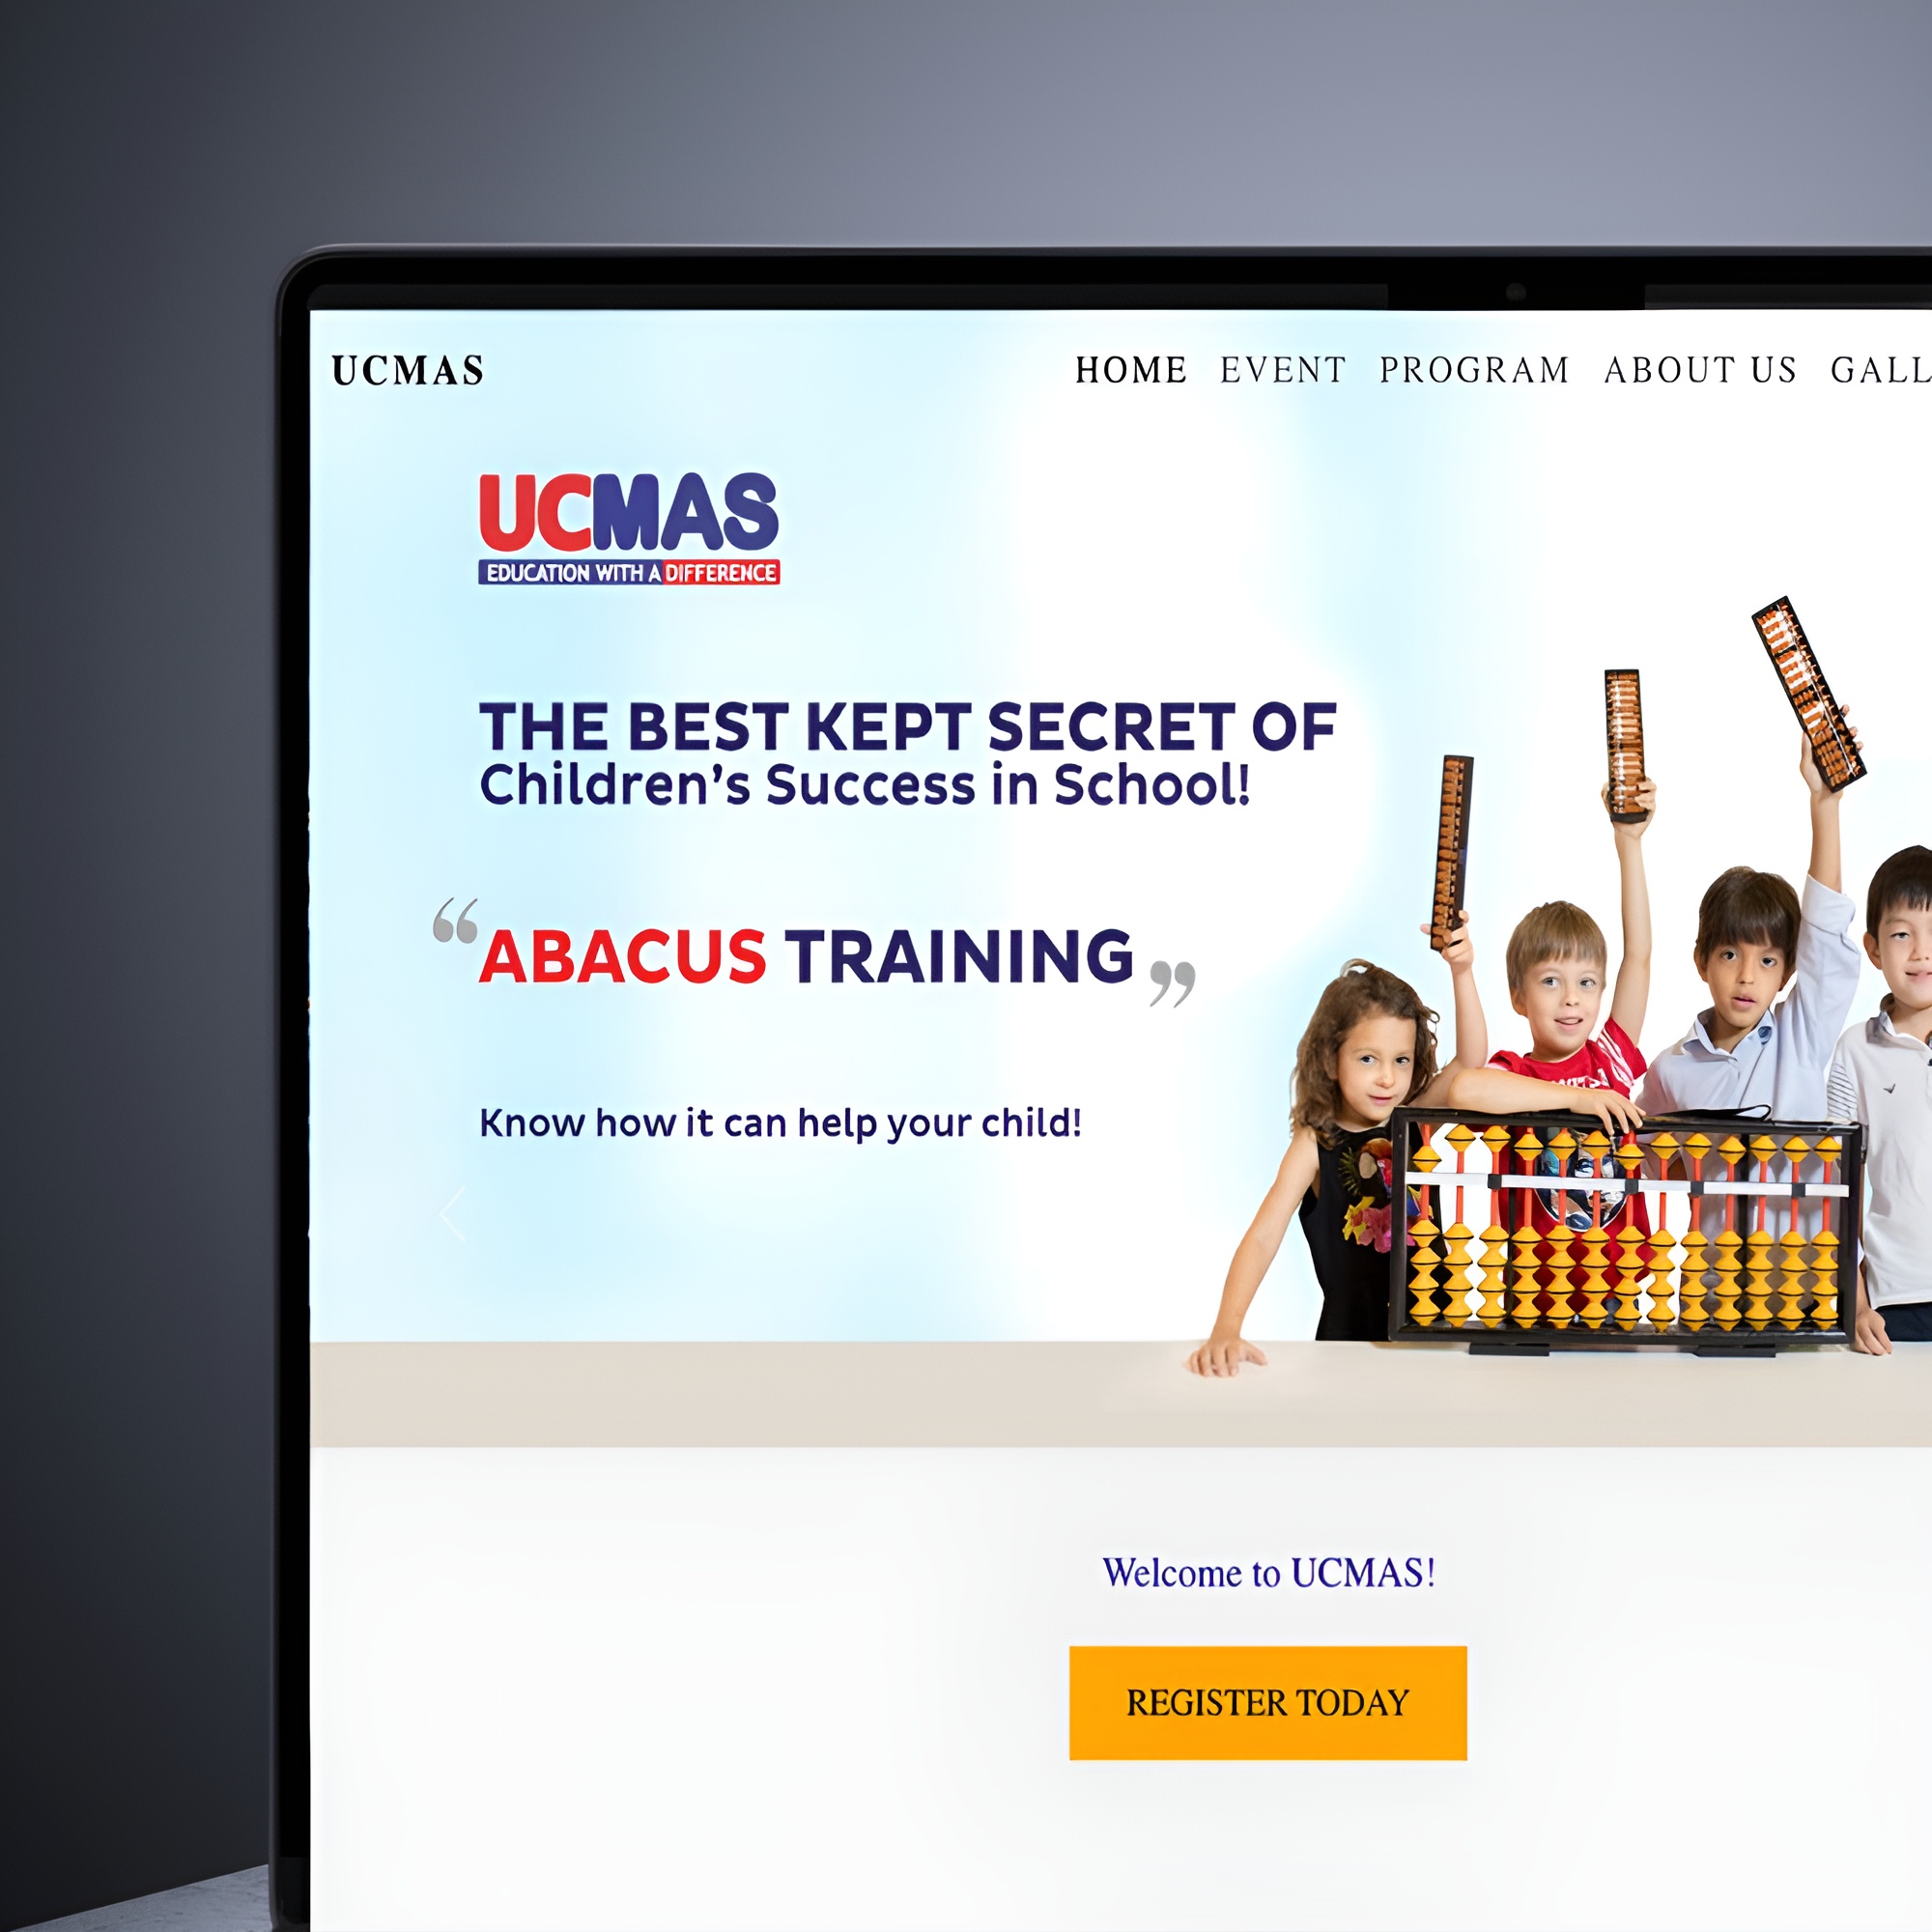 UCMAS
HOME EVENT PROGRAM ABOUT US GALL
UCMAS
EDUCATION WITH A DIFFERENCE
THE BEST KEPT SECRET OF
Children's Success in School!
“ABACUS TRAINING”
Know how it can help your child!
Welcome to UCMAS!
REGISTER TODAY